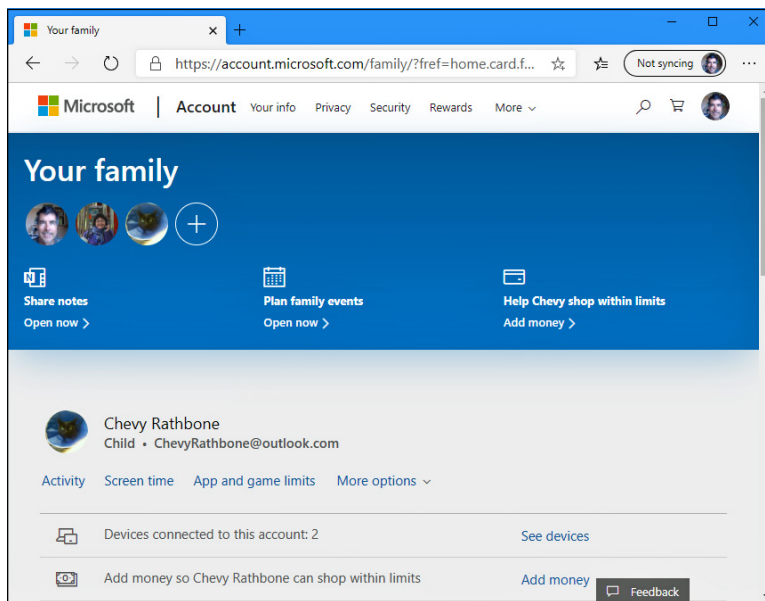 Your family
https://account.microsoft.com/family/?fref=home.card.f...
Not syncing
Microsoft | Account Your info Privacy Security Rewards More
Your family
Share notes Plan family events Help Chevy shop within limits
Open now > Open now > Add money >
Chevy Rathbone
Child • ChevyRathbone@outlook.com
Activity Screen time App and game limits More options
Devices connected to this account: 2 See devices
Add money so Chevy Rathbone can shop within limits Add money
Feedback